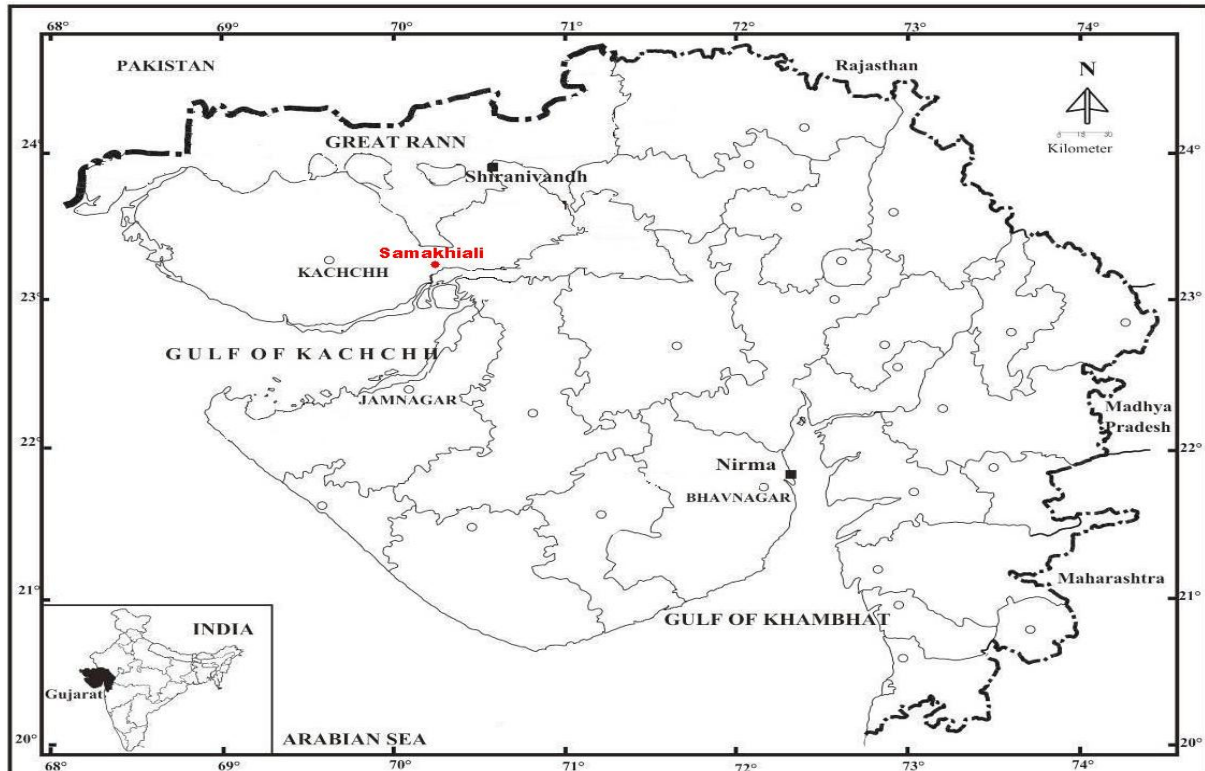 68° 69° 70° 71° 72° 73° 74°
PAKISTAN
Rajasthan
N
Kilometer
24° 24°
GREAT RANN
Shiranivandh
Samakhiali
KACHCHH
23° 23°
GULF OF KACHCHH
JAMNAGAR
Madhya
Pradesh
22° 22°
Nirma
BHAVNAGAR
Maharashtra
21° 21°
GULF OF KHAMBHAT
INDIA
Gujarat
ARABIAN SEA
20° 20°
68° 69° 70° 71° 72° 73° 74°